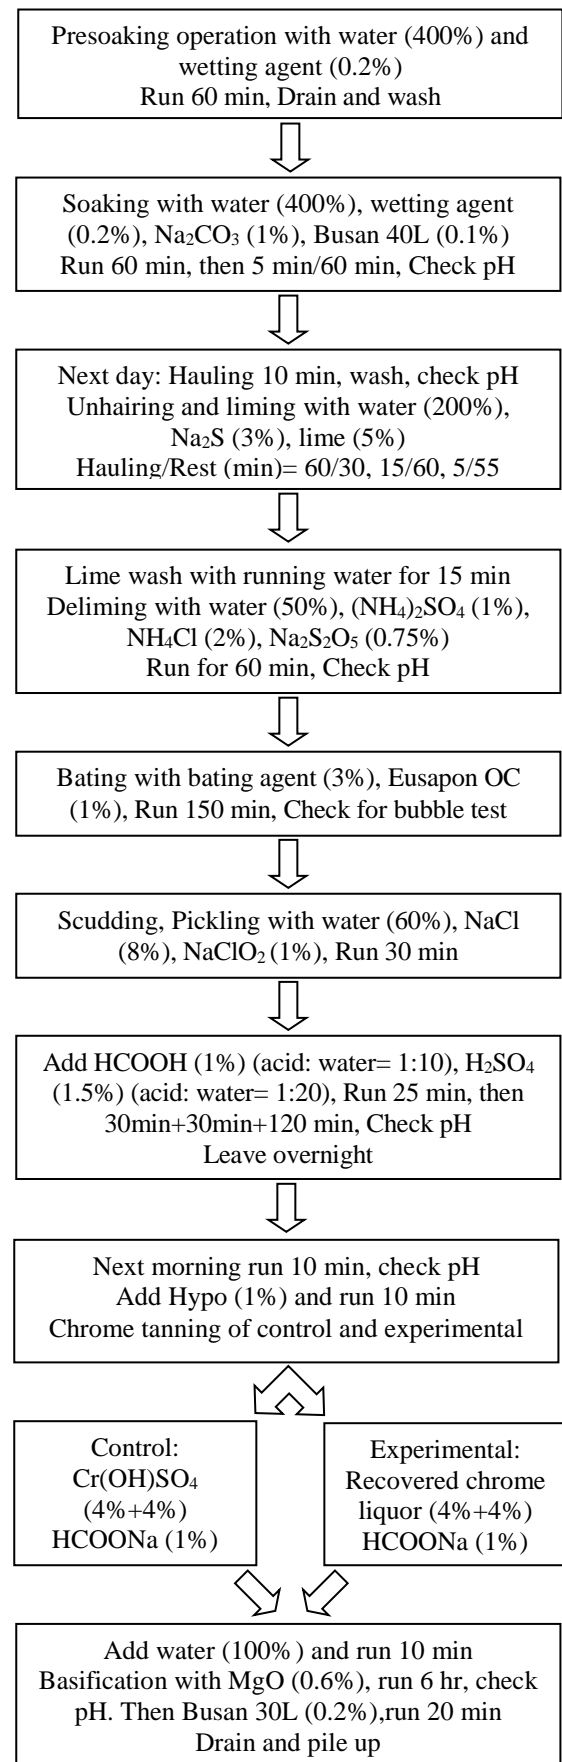 Presoaking operation with water (400%) and
wetting agent (0.2%)
Run 60 min, Drain and wash
Soaking with water (400%), wetting agent
(0.2%), Na₂CO₃ (1%), Busan 40L (0.1%)
Run 60 min, then 5 min/60 min, Check pH
Next day: Hauling 10 min, wash, check pH
Unhairing and liming with water (200%),
Na₂S (3%), lime (5%)
Hauling/Rest (min)= 60/30, 15/60, 5/55
Lime wash with running water for 15 min
Deliming with water (50%), (NH₄)₂SO₄ (1%),
NH₄Cl (2%), Na₂S₂O₅ (0.75%)
Run for 60 min, Check pH
Bating with bating agent (3%), Eusapon OC
(1%), Run 150 min, Check for bubble test
Scudding, Pickling with water (60%), NaCl
(8%), NaClO₂ (1%), Run 30 min
Add HCOOH (1%) (acid: water= 1:10), H₂SO₄
(1.5%) (acid: water= 1:20), Run 25 min, then
30min+30min+120 min, Check pH
Leave overnight
Next morning run 10 min, check pH
Add Hypo (1%) and run 10 min
Chrome tanning of control and experimental
Control:
Cr(OH)SO₄
(4%+4%)
HCOONa (1%)
Experimental:
Recovered chrome
liquor (4%+4%)
HCOONa (1%)
Add water (100%) and run 10 min
Basification with MgO (0.6%), run 6 hr, check
pH. Then Busan 30L (0.2%),run 20 min
Drain and pile up